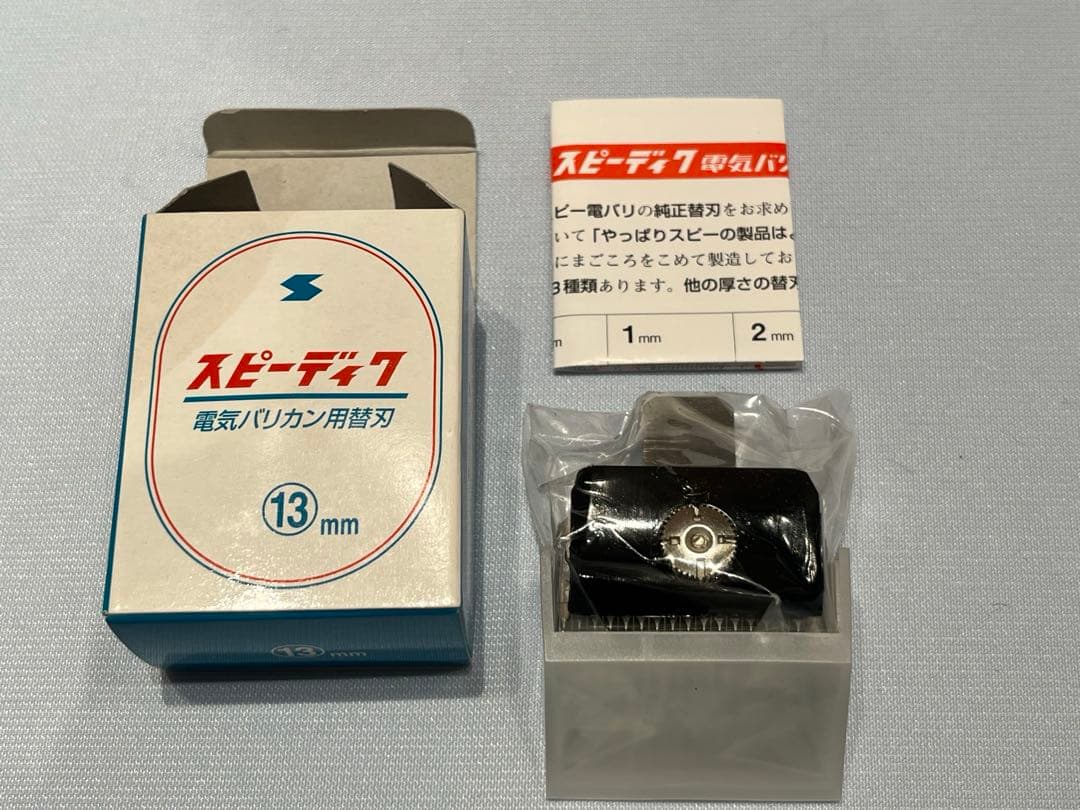 スピーディク
電気バリカン用替刃
⑬mm
⑬mm
スピーディク 電気バリ
ピー電バリの純正替刃をお求め
いて「やっぱりスピーの製品は
にまごころをこめて製造してお
3種類あります。他の厚さの替刃
m
1mm
2mm